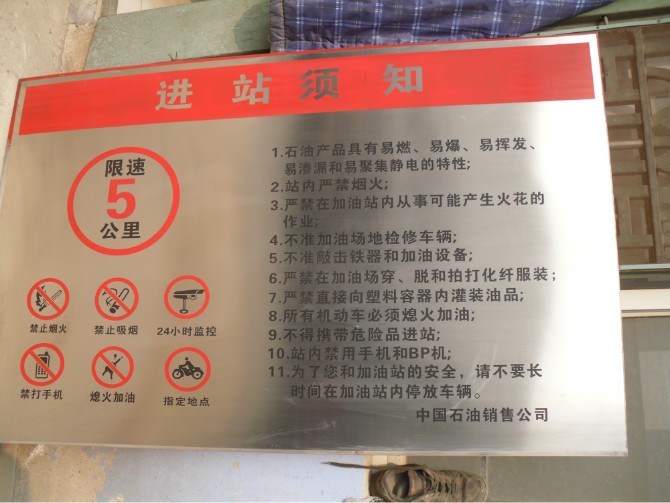 进站须知
限速
5
公里
禁止烟火
禁止吸烟
24小时监控
禁打手机
熄火加油
指定地点
1.石油产品具有易燃、易爆、易挥发、
易渗漏和易聚集静电的特性;
2.站内严禁烟火;
3.严禁在加油站内从事可能产生火花的
作业;
4.不准加油场地检修车辆;
5.不准敲击铁器和加油设备;
6.严禁在加油场穿、脱和拍打化纤服装;
7.严禁直接向塑料容器内灌装油品;
8.所有机动车必须熄火加油;
9.不得携带危险品进站;
10.站内禁用手机和BP机;
11.为了您和加油站的安全，请不要长
时间在加油站内停放车辆。
中国石油销售公司